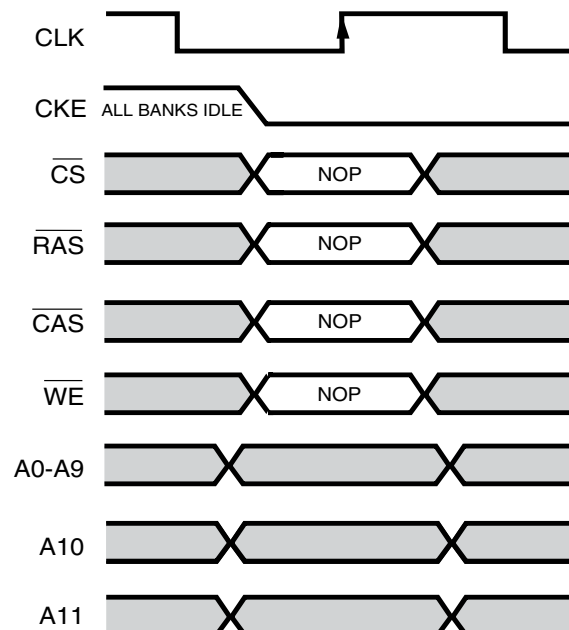 CLK
CKE ALL BANKS IDLE
CS NOP
RAS NOP
CAS NOP
WE NOP
A0-A9
A10
A11